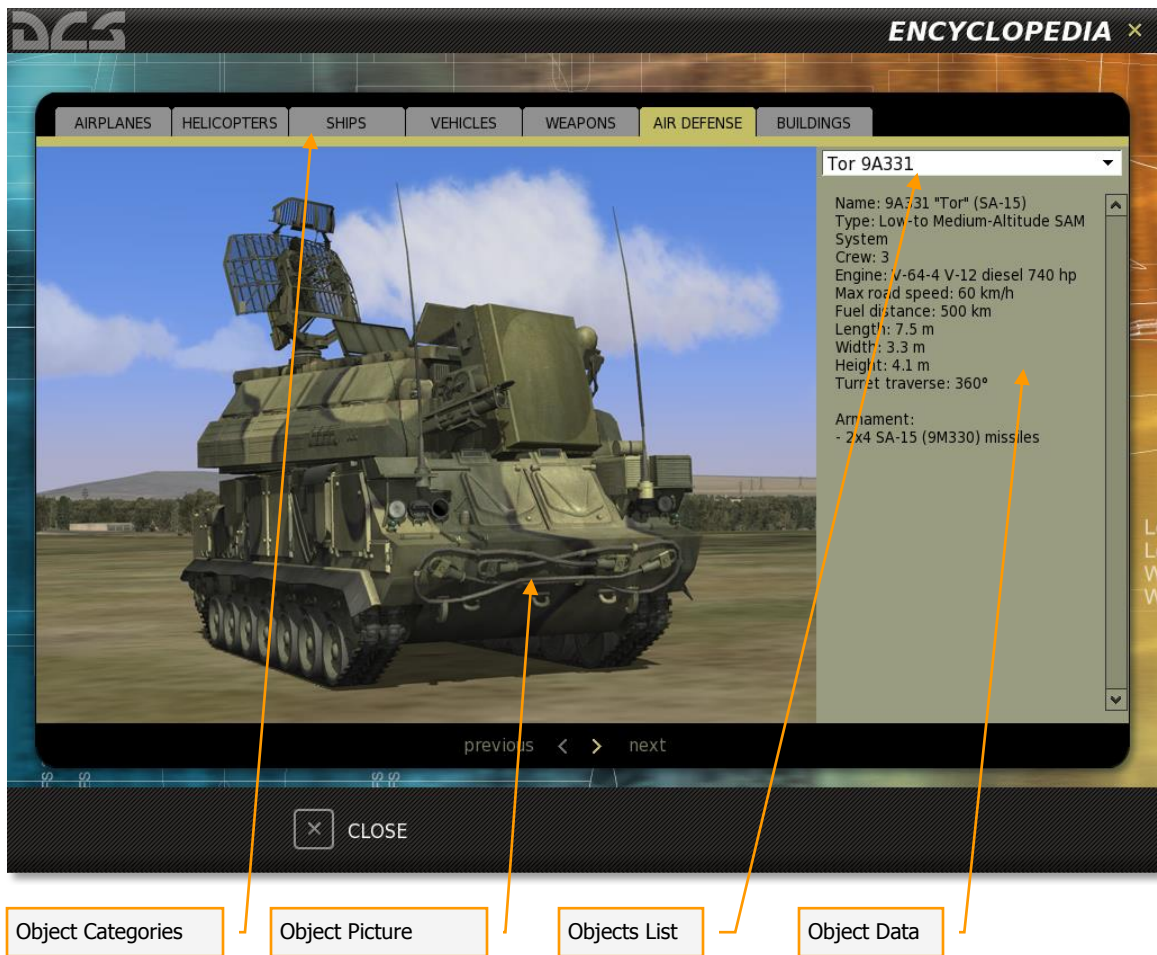 DCS
ENCYCLOPEDIA ×
AIRPLANES HELICOPTERS SHIPS VEHICLES WEAPONS AIR DEFENSE BUILDINGS
Tor 9A331
Name: 9A331 "Tor" (SA-15)
Type: Low-to Medium-Altitude SAM
System
Crew: 3
Engine: V-64-4 V-12 diesel 740 hp
Max road speed: 60 km/h
Fuel distance: 500 km
Length: 7.5 m
Width: 3.3 m
Height: 4.1 m
Turret traverse: 360°
Armament:
- 2x4 SA-15 (9M330) missiles
previous < > next
× CLOSE
Object Categories
Object Picture
Objects List
Object Data